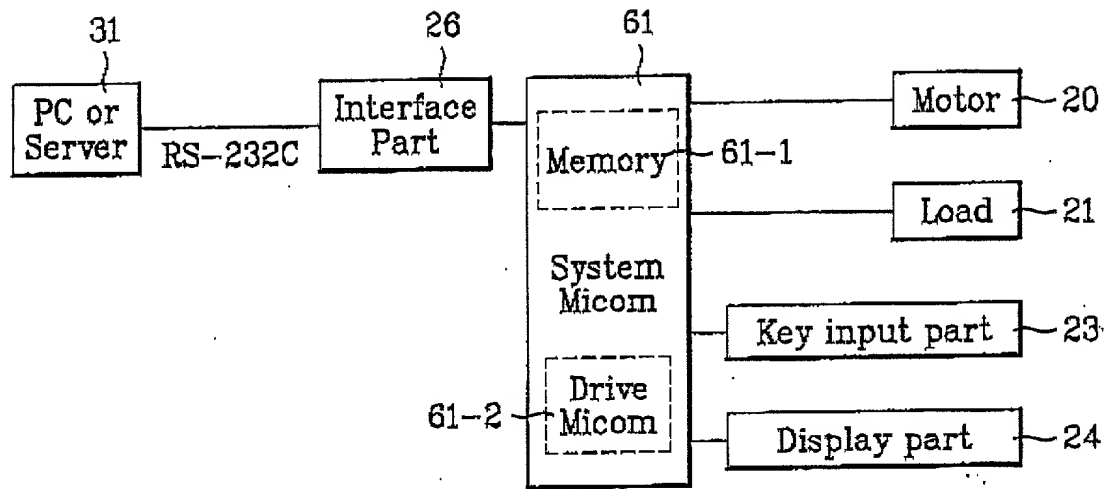 31
26
61
PC or
Server
RS-232C
Interface
Part
Memory
61-1
System
Micom
Drive
Micom
61-2
Motor
20
Load
21
Key input part
23
Display part
24